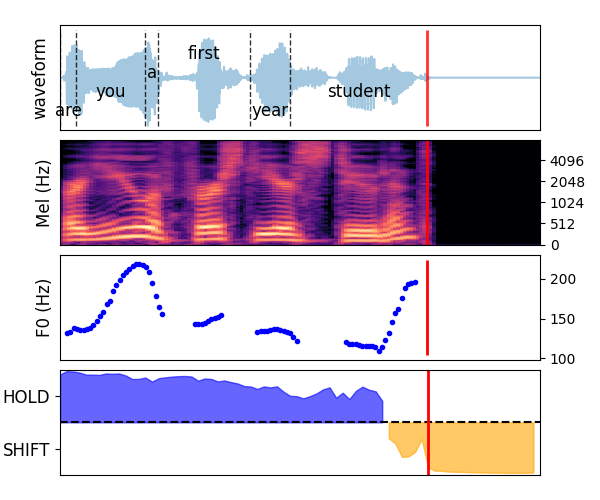 waveform
are
you
a
first
year
student
Mel (Hz)
4096
2048
1024
512
0
F0 (Hz)
200
150
100
HOLD
SHIFT